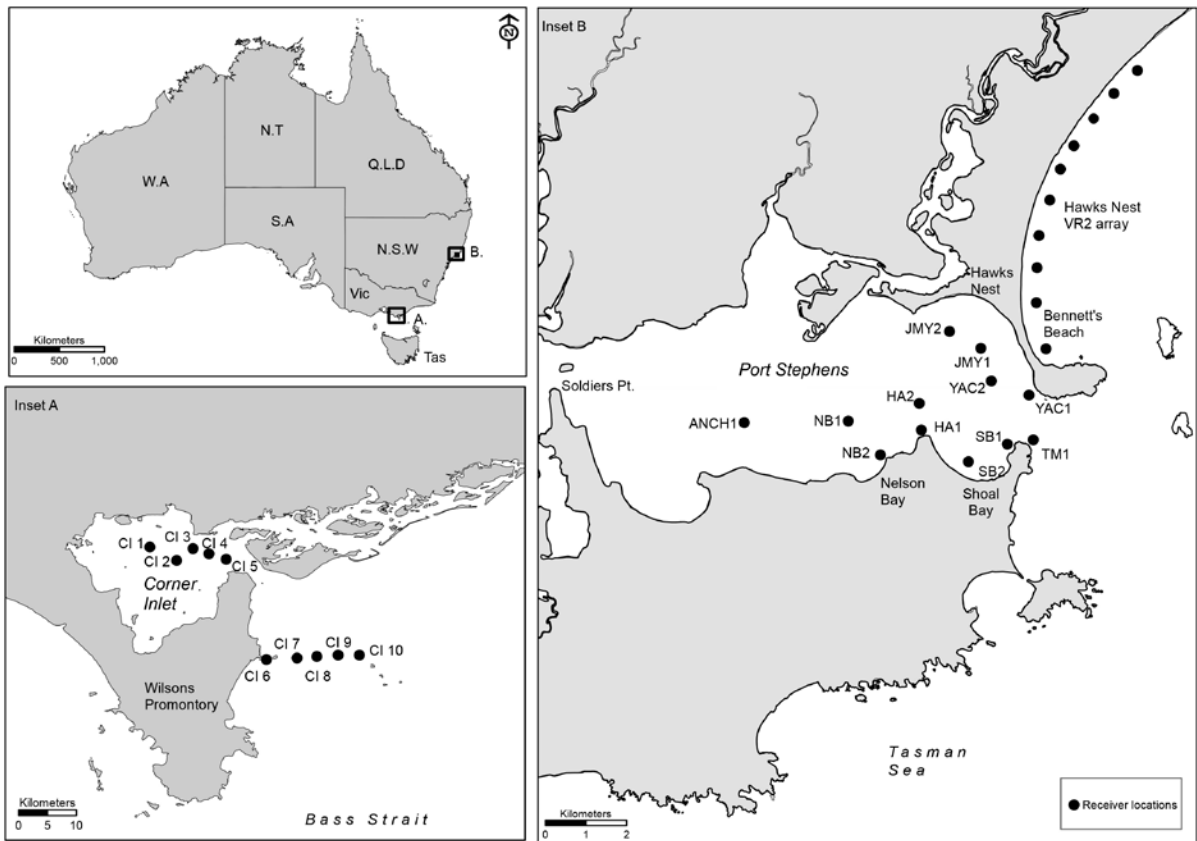 N
N.T
Q.L.D
W.A
S.A
N.S.W
B.
Vic
A.
Tas
Kilometers
0 500 1,000
Inset A
CI 1
CI 3
CI 4
CI 2
CI 5
Corner
Inlet
CI 7
CI 9
CI 10
CI 6
CI 8
Wilsons
Promontory
Kilometers
0 5 10
Bass Strait
Inset B
Hawks Nest
VR2 array
Hawks
Nest
Bennett's
Beach
JMY2
JMY1
Port Stephens
YAC2
Soldiers Pt.
HA2
YAC1
ANCH1
NB1
HA1
SB1
TM1
NB2
SB2
Nelson
Bay
Shoal
Bay
Tasman
Sea
Kilometers
0 1 2
Receiver locations